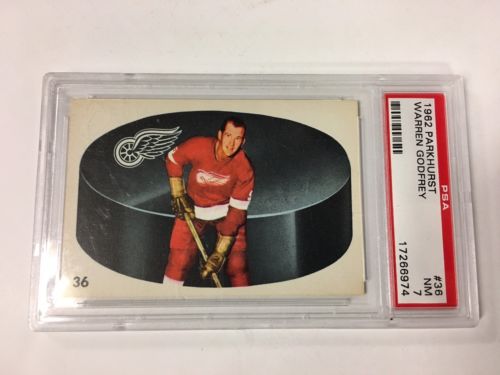 36
PSA
1962 PARKHURST #36
WARREN GODFREY NM 7
17266974